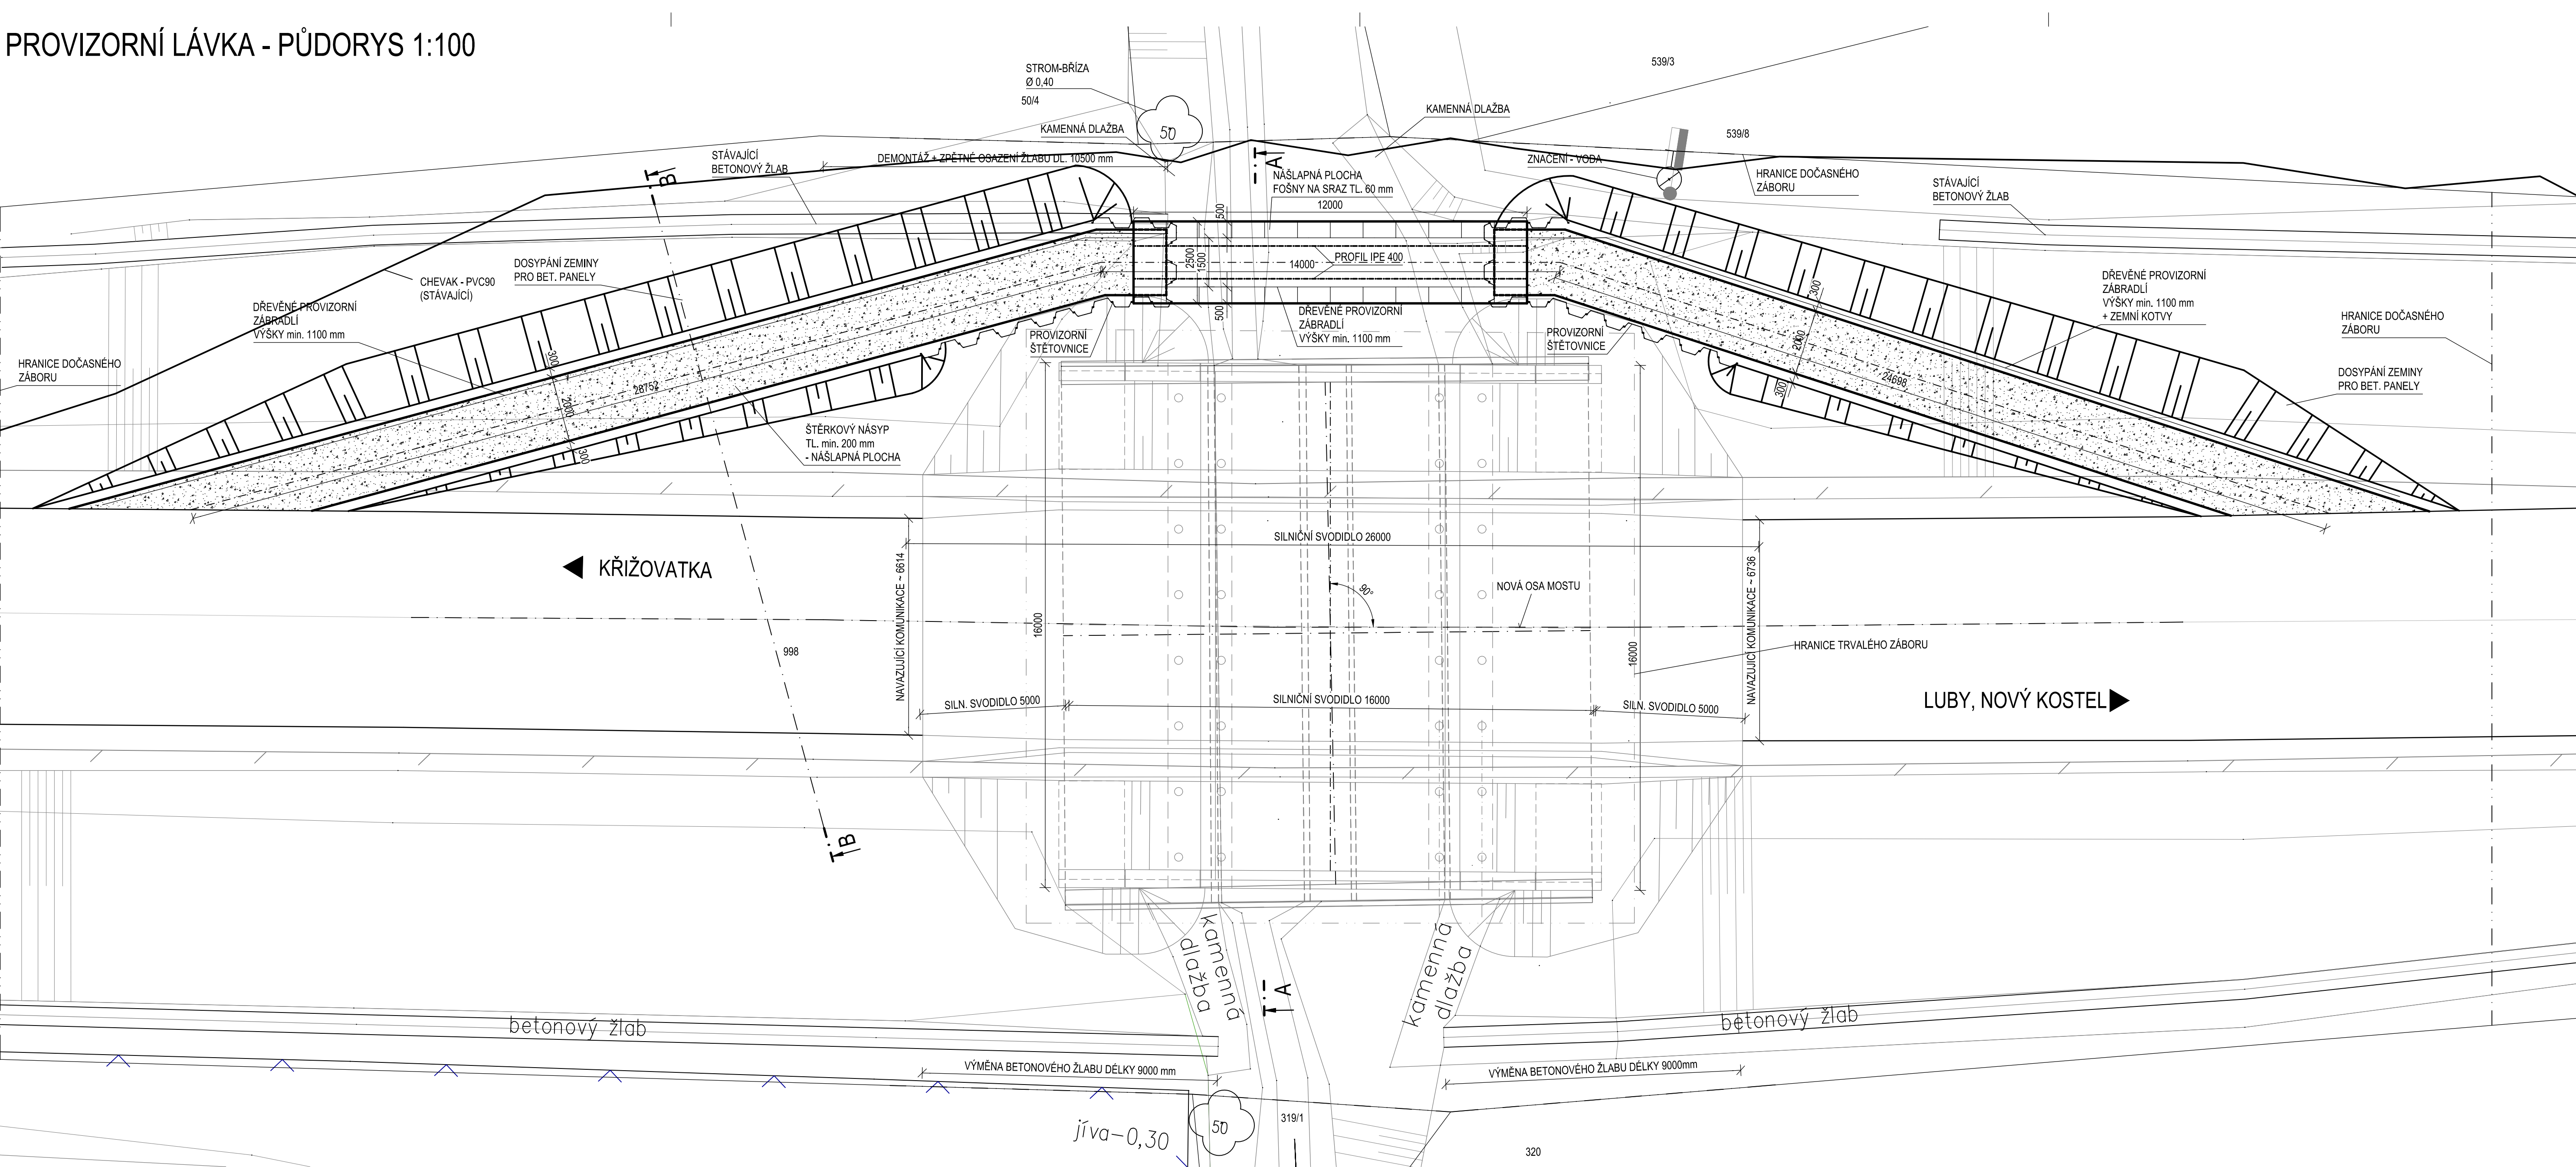 PROVIZORNÍ LÁVKA - PŮDORYS 1:100
STROM-BŘÍZA
Ø 0,40
50/4
539/3
KAMENNÁ DLAŽBA
50
KAMENNÁ DLAŽBA
539/8
STÁVAJÍCÍ
BETONOVÝ ŽLAB
DEMONTÁŽ + ZPĚTNÉ OSAZENÍ ŽLABU DL. 10500 mm
A
B
NÁŠLAPNÁ PLOCHA
FOŠNY NA SRAZ TL. 60 mm
12000
ZNAČENÍ - VODA
HRANICE DOČASNÉHO
ZÁBORU
STÁVAJÍCÍ
BETONOVÝ ŽLAB
500
2500
1500
14000
PROFIL IPE 400
500
CHEVAK - PVC90
(STÁVAJÍCÍ)
DOSYPÁNÍ ZEMINY
PRO BET. PANELY
DŘEVĚNÉ PROVIZORNÍ
ZÁBRADLÍ
VÝŠKY min. 1100 mm
DŘEVĚNÉ PROVIZORNÍ
ZÁBRADLÍ
VÝŠKY min. 1100 mm
+ ZEMNÍ KOTVY
HRANICE DOČASNÉHO
ZÁBORU
PROVIZORNÍ
ŠTĚTOVNICE
DŘEVĚNÉ PROVIZORNÍ
ZÁBRADLÍ
VÝŠKY min. 1100 mm
PROVIZORNÍ
ŠTĚTOVNICE
300
2000
300
24698
HRANICE DOČASNÉHO
ZÁBORU
300
2000
300
26752
DOSYPÁNÍ ZEMINY
PRO BET. PANELY
ŠTĚRKOVÝ NÁSYP
TL. min. 200 mm
- NÁŠLAPNÁ PLOCHA
SILNIČNÍ SVODIDLO 26000
KŘIŽOVATKA
NAVAZUJÍCÍ KOMUNIKACE ~ 6614
90°
NOVÁ OSA MOSTU
NAVAZUJÍCÍ KOMUNIKACE ~ 6736
16000
16000
998
HRANICE TRVALÉHO ZÁBORU
SILN. SVODIDLO 5000
SILNIČNÍ SVODIDLO 16000
SILN. SVODIDLO 5000
LUBY, NOVÝ KOSTEL
B
kamenná
dlažba
kamenná
dlažba
A
betonový žlab
betonový žlab
VÝMĚNA BETONOVÉHO ŽLABU DÉLKY 9000 mm
VÝMĚNA BETONOVÉHO ŽLABU DÉLKY 9000mm
jíva-0,30
50
319/1
320